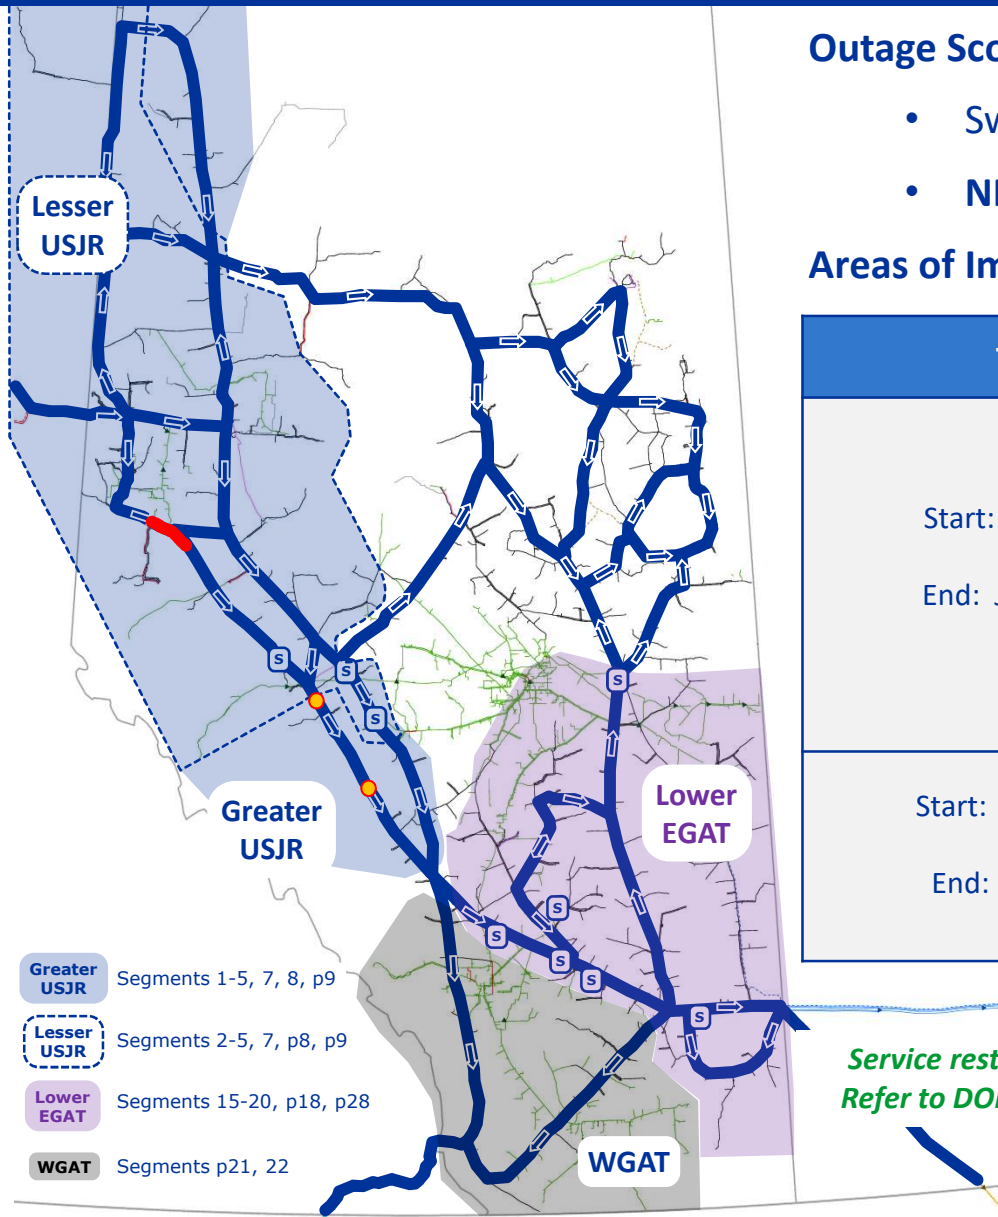 Outage Sco
• Sv
• NI
Areas of Im
Start:
End:
Start:
End:
Service rest
Refer to DO
Lesser
USJR
Greater
USJR
Lower
EGAT
WGAT
S
S
S
S
S
S
S
S
S
Greater
USJR
Segments 1-5, 7, 8, p9
Lesser
USJR
Segments 2-5, 7, p8, p9
Lower
EGAT
Segments 15-20, p18, p28
WGAT
Segments p21, 22